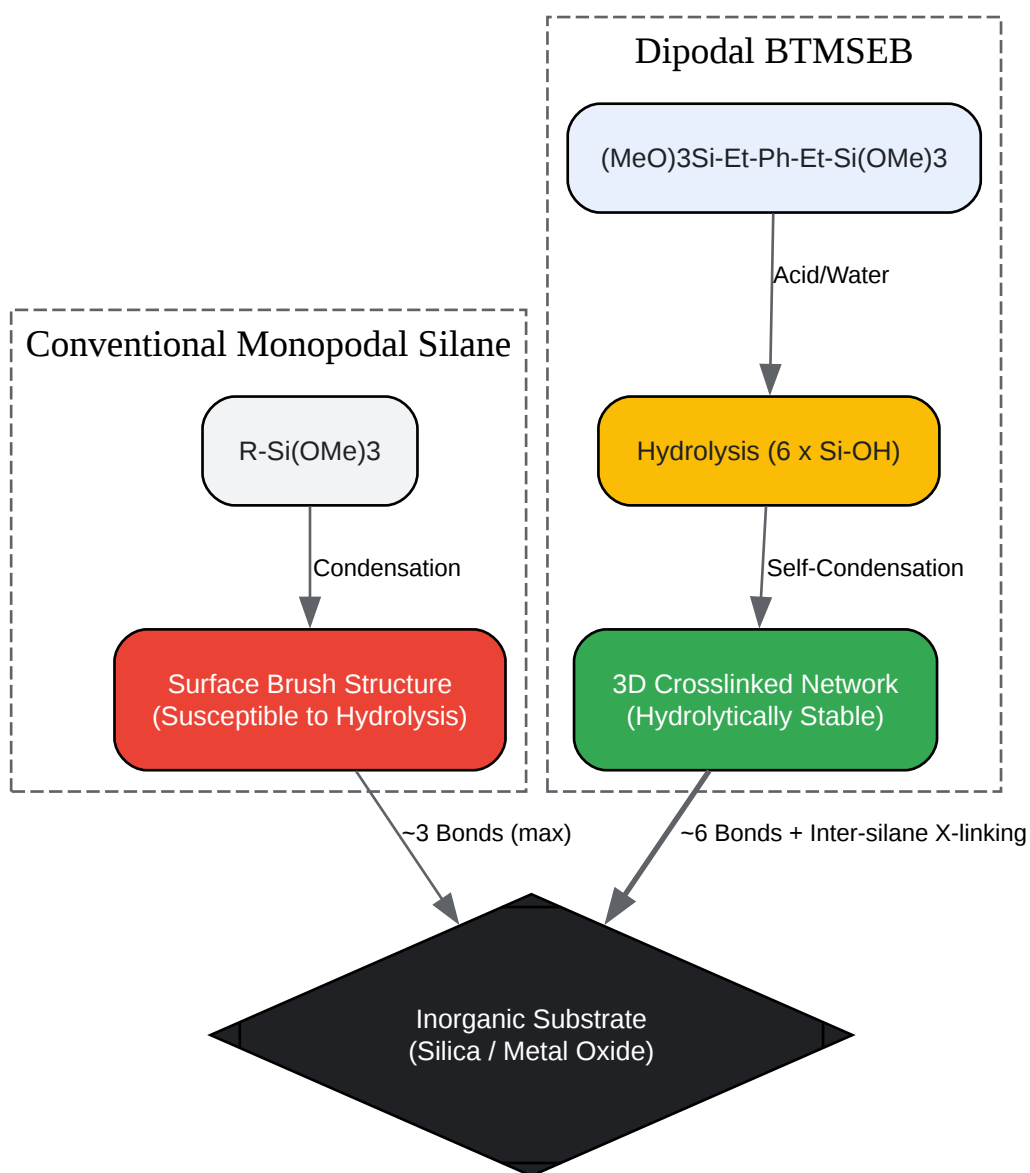 Dipodal BTMSEB
(MeO)3Si-Et-Ph-Et-Si(OMe)3
Acid/Water
Conventional Monopodal Silane
R-Si(OMe)3
Hydrolysis (6 x Si-OH)
Condensation
Self-Condensation
Surface Brush Structure
(Susceptible to Hydrolysis)
3D Crosslinked Network
(Hydrolytically Stable)
~3 Bonds (max)
~6 Bonds + Inter-silane X-linking
Inorganic Substrate
(Silica / Metal Oxide)